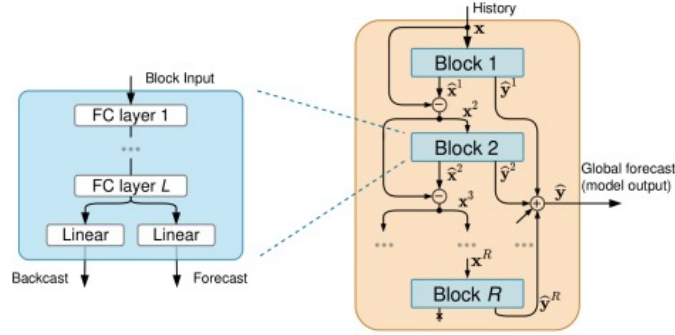 History
x
Block 1
x̂¹
ŷ¹
−
x²
Block 2
x̂²
ŷ²
−
x³
...
...
...
x^R
Block R
ŷ^R
+
ŷ
Global forecast
(model output)
Block Input
FC layer 1
...
FC layer L
Linear
Linear
Backcast
Forecast